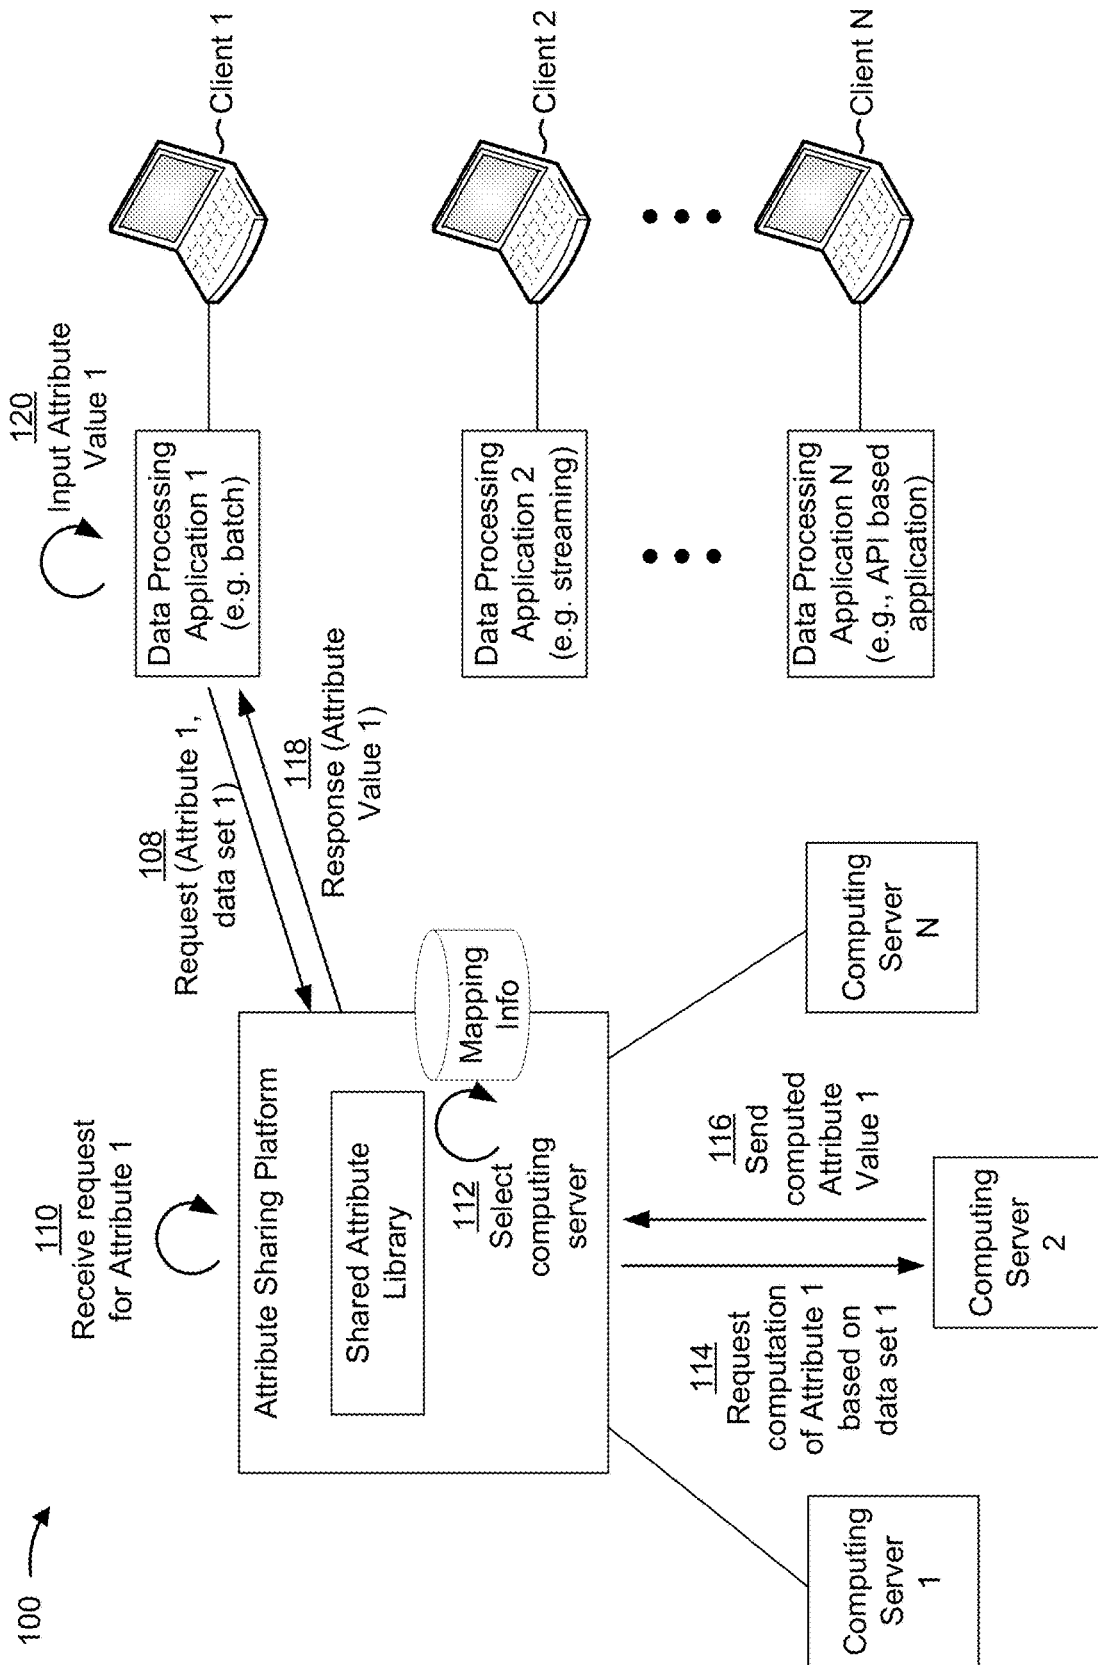 100
110
Receive request
for Attribute 1
Attribute Sharing Platform
Shared Attribute
Library
112
Select
computing
server
Mapping
Info
108
Request (Attribute 1,
data set 1)
118
Response (Attribute
Value 1)
120
Input Attribute
Value 1
Data Processing
Application 1
(e.g. batch)
Client 1
Data Processing
Application 2
(e.g. streaming)
Client 2
Data Processing
Application N
(e.g., API based
application)
Client N
114
Request
computation
of Attribute 1
based on
data set 1
116
Send
computed
Attribute
Value 1
Computing
Server
1
Computing
Server
2
Computing
Server
N